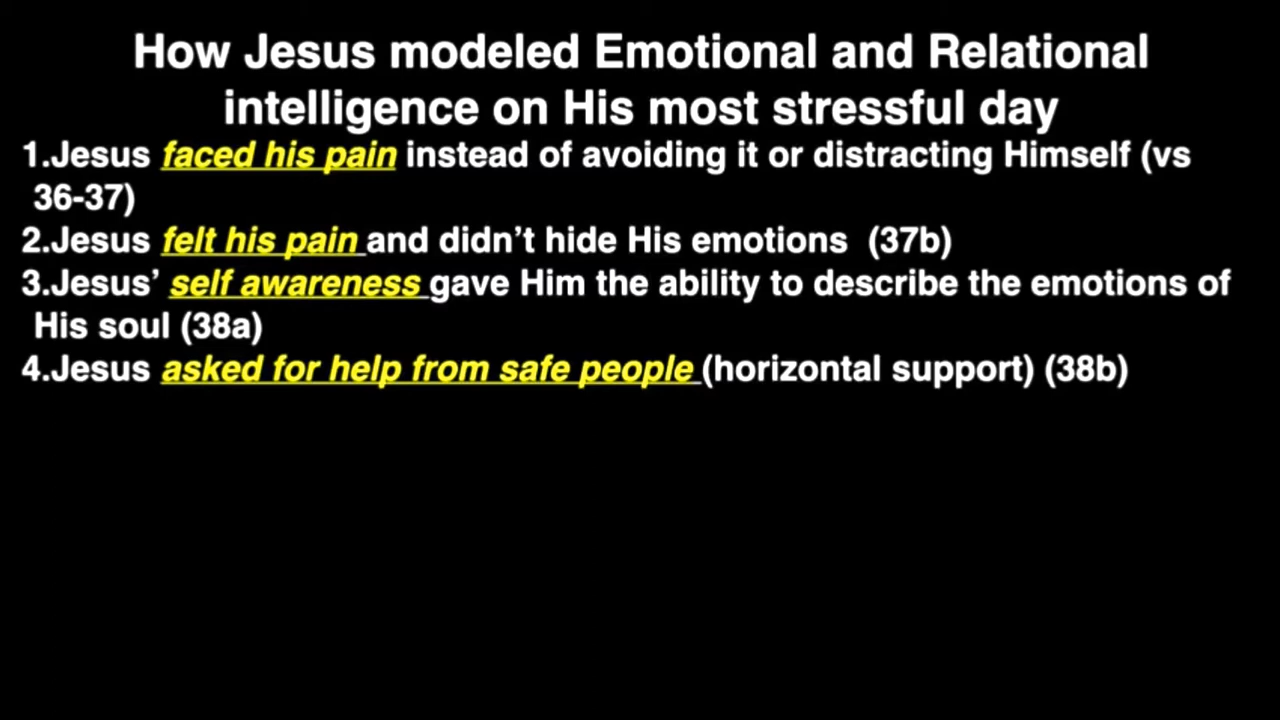 How Jesus modeled Emotional and Relational
intelligence on His most stressful day
1.Jesus faced his pain instead of avoiding it or distracting Himself (vs
36-37)
2.Jesus felt his pain and didn’t hide His emotions  (37b)
3.Jesus’ self awareness gave Him the ability to describe the emotions of
His soul (38a)
4.Jesus asked for help from safe people (horizontal support) (38b)